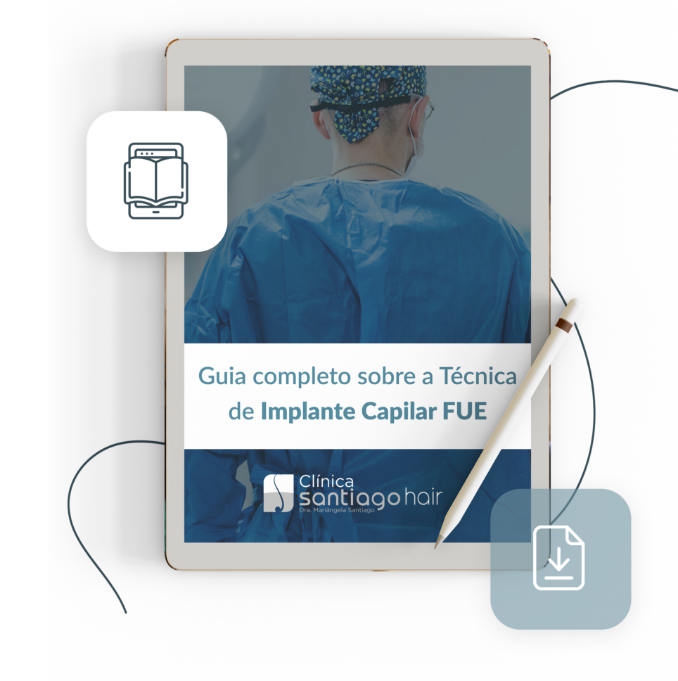 Guia completo sobre a Técnica
de Implante Capilar FUE
Clínica
santiago hair
Dra. Mariângela Santiago